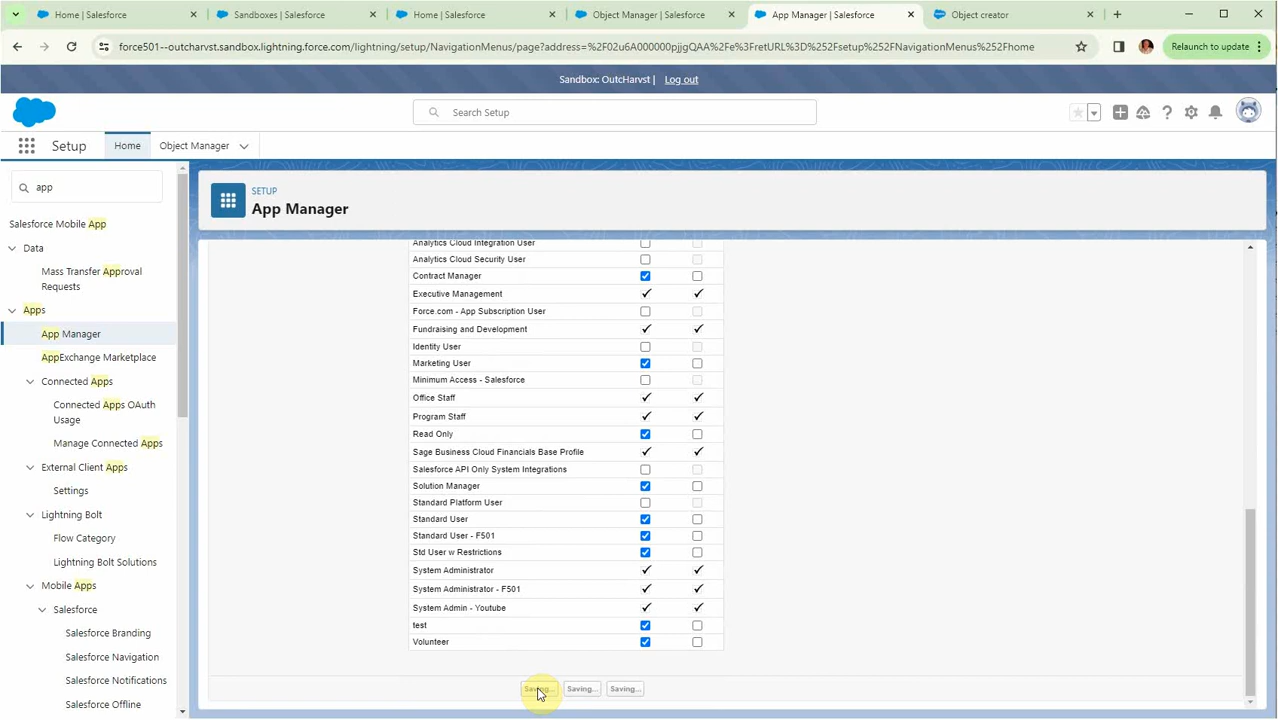 Home | Salesforce
Sandboxes | Salesforce
Home | Salesforce
Object Manager | Salesforce
App Manager | Salesforce
Object creator
force501--outcharvst.sandbox.lightning.force.com/lightning/setup/NavigationMenus/page?address=%2F02u6A000000pjjgQAA%2Fe%3FretURL%3D%252Fsetup%252FNavigationMenus%252Fhome
Relaunch to update
Sandbox: OutcHarvst |
Log out
Search Setup
Setup
Home
Object Manager
app
SETUP
App Manager
Salesforce Mobile App
Data
Mass Transfer Approval
Requests
Apps
App Manager
AppExchange Marketplace
Connected Apps
Connected Apps OAuth
Usage
Manage Connected Apps
External Client Apps
Settings
Lightning Bolt
Flow Category
Lightning Bolt Solutions
Mobile Apps
Salesforce
Salesforce Branding
Salesforce Navigation
Salesforce Notifications
Salesforce Offline
Analytics Cloud Integration User
Analytics Cloud Security User
Contract Manager
Executive Management
Force.com - App Subscription User
Fundraising and Development
Identity User
Marketing User
Minimum Access - Salesforce
Office Staff
Program Staff
Read Only
Sage Business Cloud Financials Base Profile
Salesforce API Only System Integrations
Solution Manager
Standard Platform User
Standard User
Standard User - F501
Std User w Restrictions
System Administrator
System Administrator - F501
System Admin - Youtube
test
Volunteer
Saving...
Saving...
Saving...